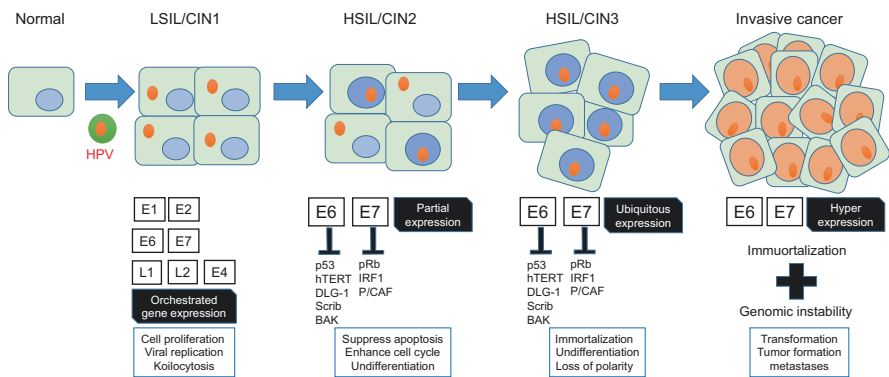 Normal
LSIL/CIN1
HSIL/CIN2
HSIL/CIN3
Invasive cancer
HPV
E1 E2
E6 E7
L1 L2 E4
Orchestrated
gene expression
Cell proliferation
Viral replication
Koilocytosis
E6 E7
Partial
expression
p53
hTERT
DLG-1
Scrib
BAK
pRb
IRF1
P/CAF
Suppress apoptosis
Enhance cell cycle
Undifferentiation
E6 E7
Ubiquitous
expression
p53
hTERT
DLG-1
Scrib
BAK
pRb
IRF1
P/CAF
Immortalization
Undifferentiation
Loss of polarity
E6 E7
Hyper
expression
Immuortalization
Genomic instability
Transformation
Tumor formation
metastases